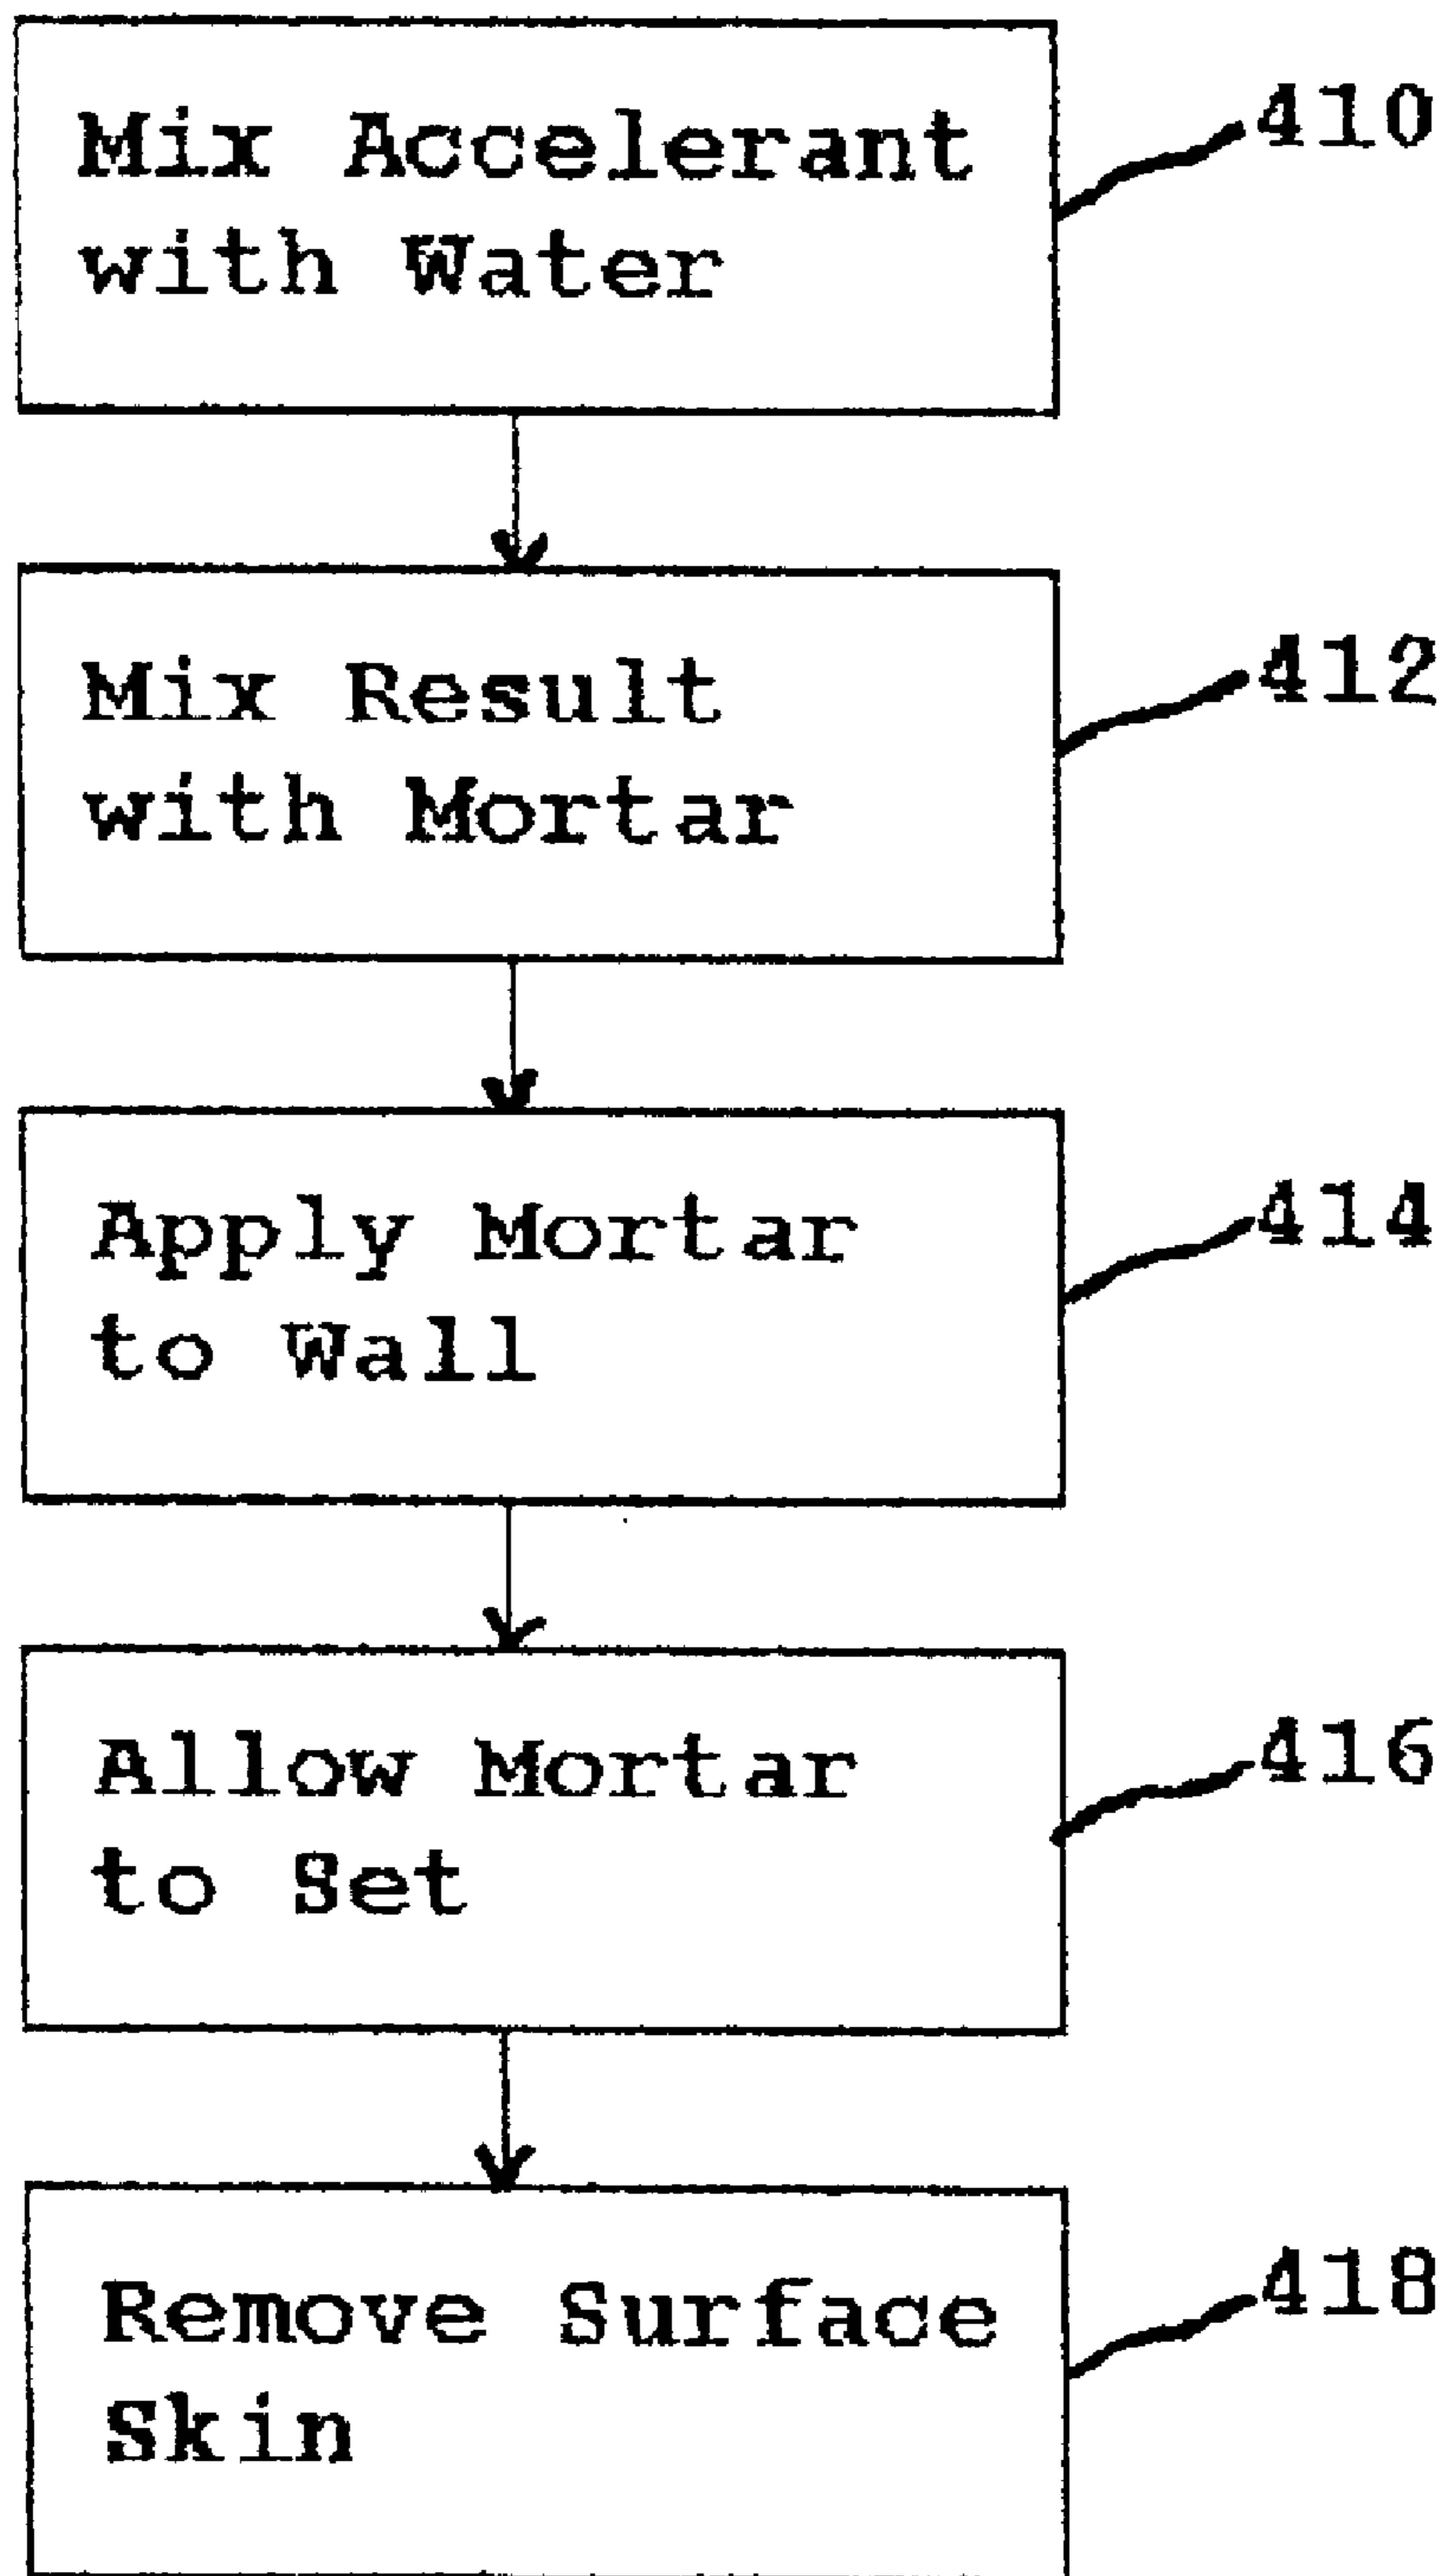 Mix Accelerant
with Water
410
Mix Result
with Mortar
412
Apply Mortar
to Wall
414
Allow Mortar
to Set
416
Remove Surface
Skin
418